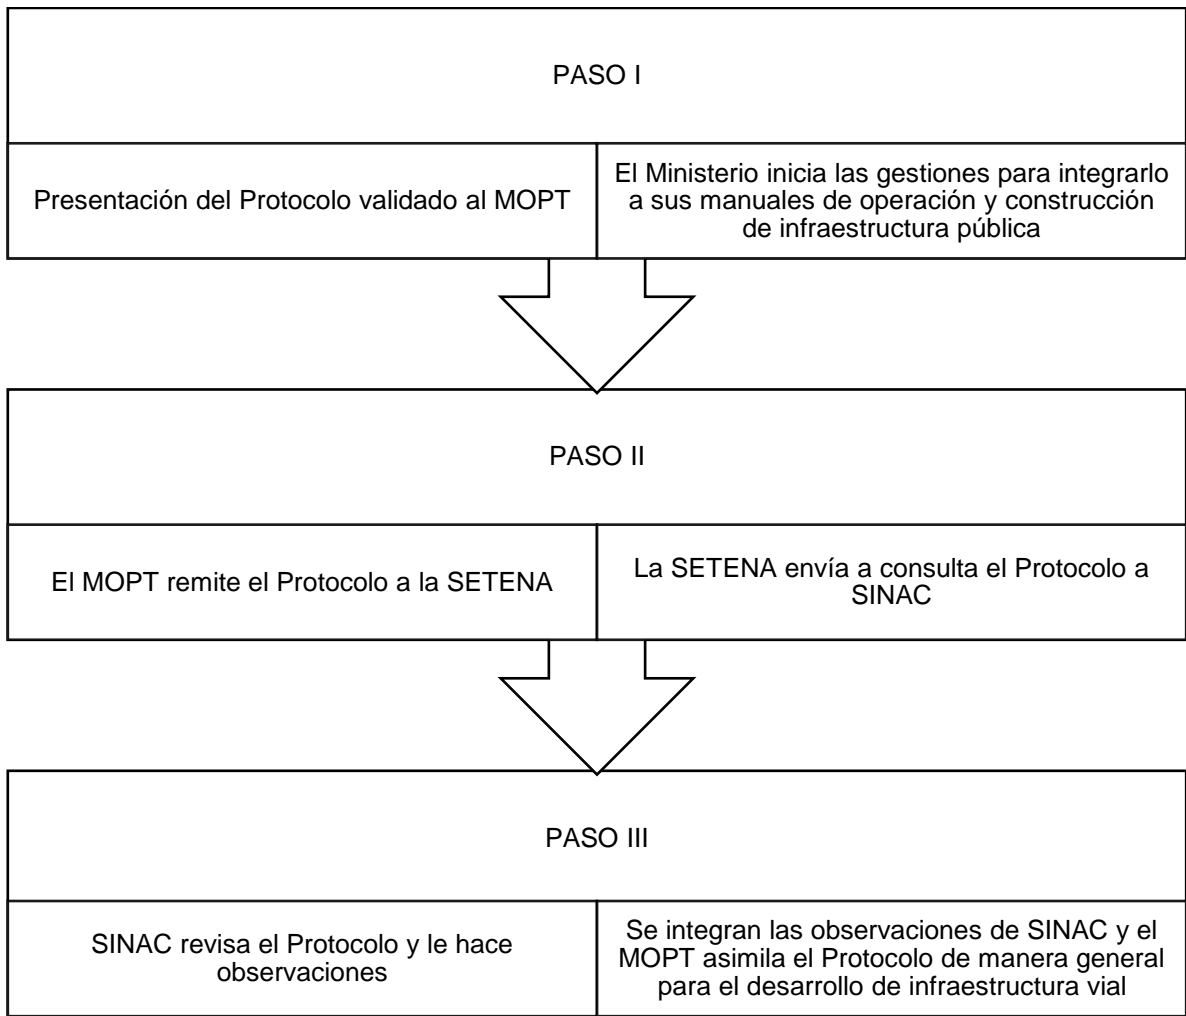 PASO I
Presentación del Protocolo validado al MOPT
El Ministerio inicia las gestiones para integrarlo
a sus manuales de operación y construcción
de infraestructura pública
PASO II
El MOPT remite el Protocolo a la SETENA
La SETENA envía a consulta el Protocolo a
SINAC
PASO III
SINAC revisa el Protocolo y le hace
observaciones
Se integran las observaciones de SINAC y el
MOPT asimila el Protocolo de manera general
para el desarrollo de infraestructura vial